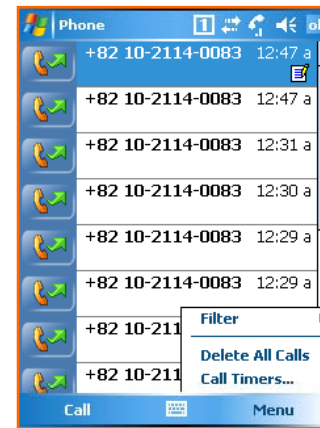 Phone 1 ok
+82 10-2114-0083 12:47 a
+82 10-2114-0083 12:47 a
+82 10-2114-0083 12:31 a
+82 10-2114-0083 12:30 a
+82 10-2114-0083 12:29 a
+82 10-2114-0083 12:29 a
+82 10-211
Filter
Delete All Calls
+82 10-211
Call Timers...
Call Menu